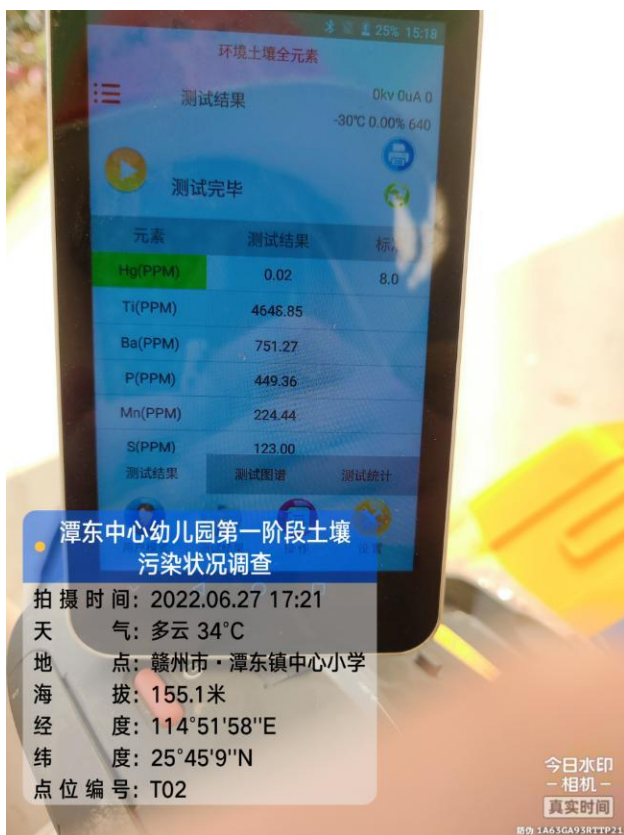 25% 15:18
环境土壤全元素
测试结果 0kv 0uA 0
-30℃ 0.00% 640
测试完毕
元素 测试结果
Hg(PPM) 0.02 8.0
Ti(PPM) 4648.85
Ba(PPM) 751.27
P(PPM) 449.36
Mn(PPM) 224.44
S(PPM) 123.00
测试结果 测试图谱 测试统计
设置
潭东中心幼儿园第一阶段土壤
污染状况调查
拍摄时间: 2022.06.27 17:21
天气: 多云 34℃
地点: 赣州市·潭东镇中心小学
海拔: 155.1米
经度: 114°51'58"E
纬度: 25°45'9"N
点位编号: T02
今日水印
-相机-
真实时间
防伪 1A63GA93RTTP21